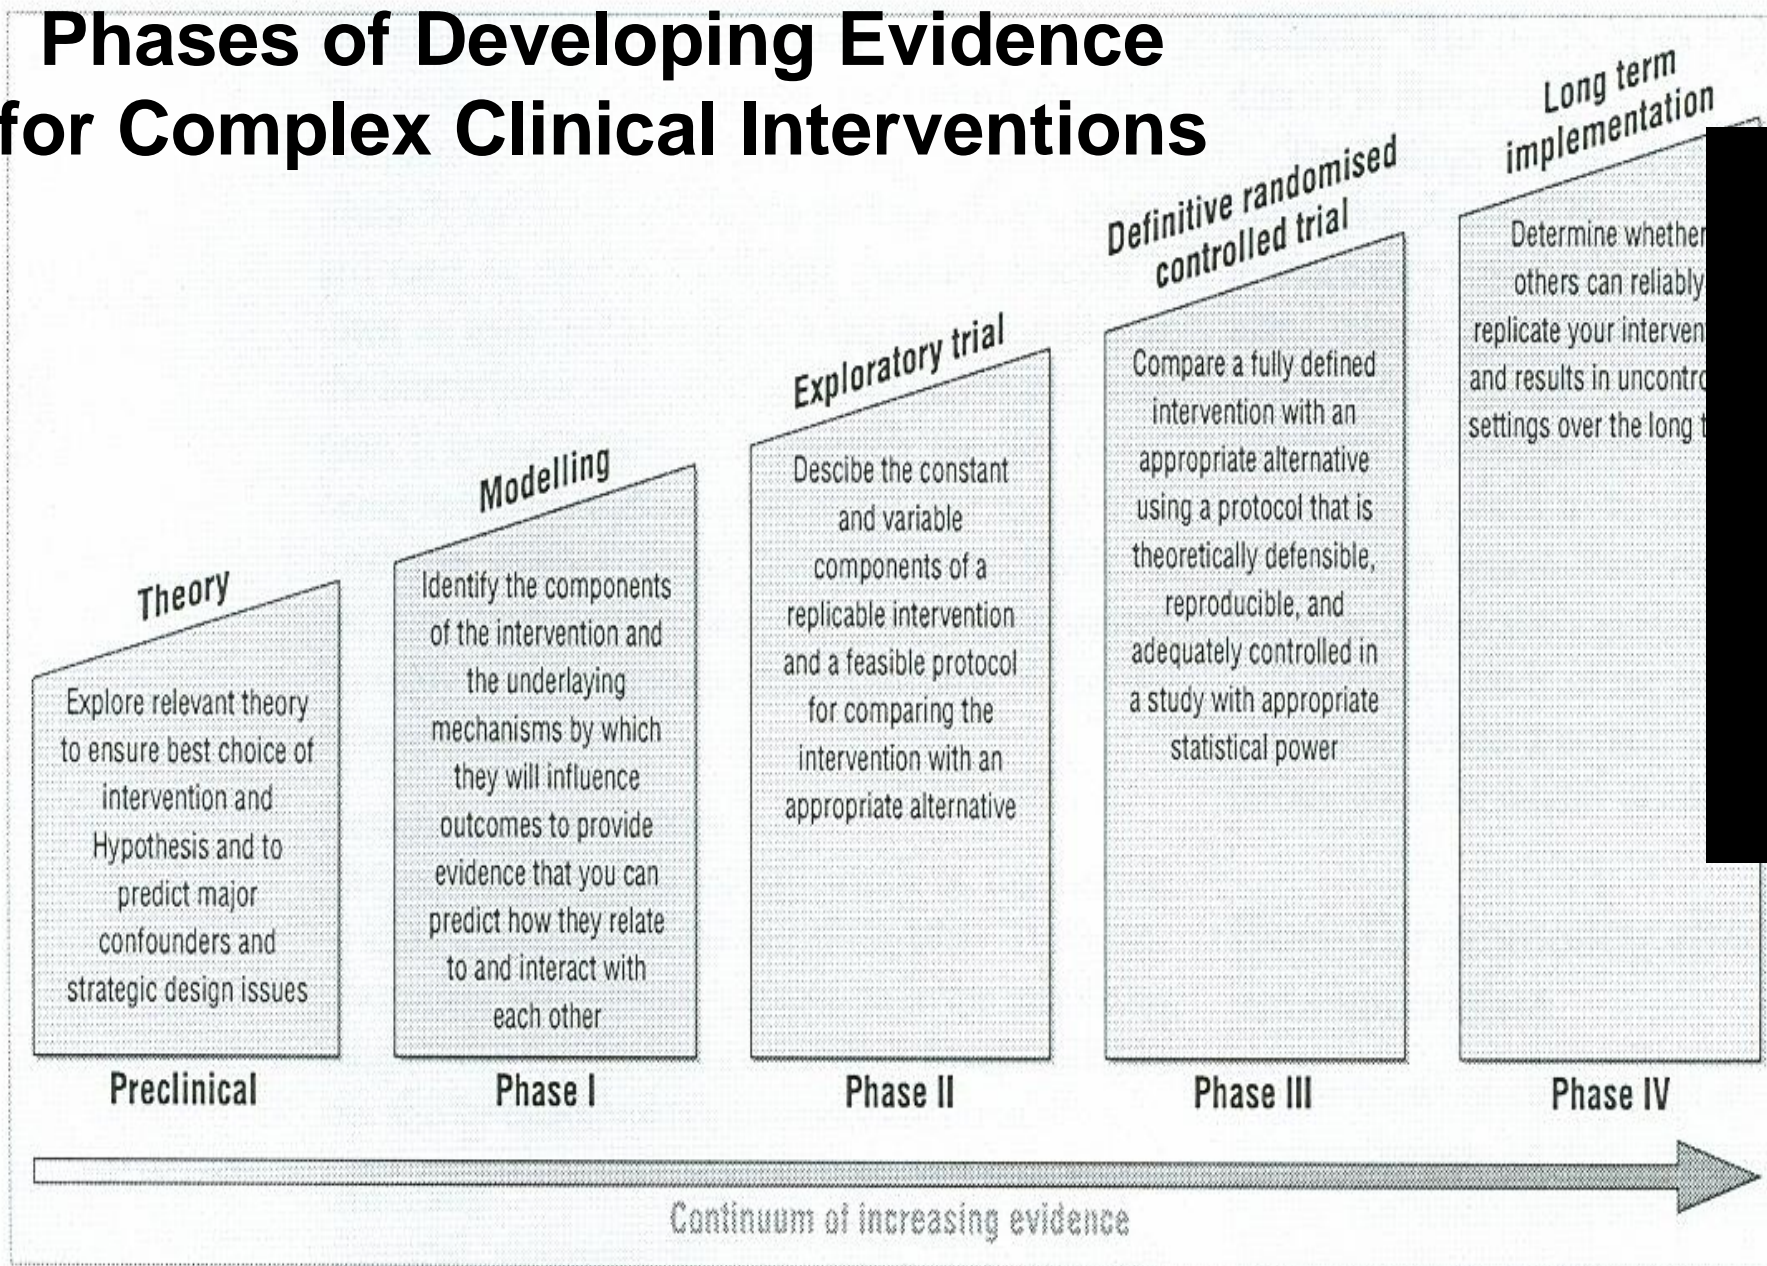 Phases of Developing Evidence
for Complex Clinical Interventions
Theory
Explore relevant theory
to ensure best choice of
intervention and
Hypothesis and to
predict major
confounders and
strategic design issues
Preclinical
Modelling
Identify the components
of the intervention and
the underlaying
mechanisms by which
they will influence
outcomes to provide
evidence that you can
predict how they relate
to and interact with
each other
Phase I
Exploratory trial
Descibe the constant
and variable
components of a
replicable intervention
and a feasible protocol
for comparing the
intervention with an
appropriate alternative
Phase II
Definitive randomised
controlled trial
Compare a fully defined
intervention with an
appropriate alternative
using a protocol that is
theoretically defensible,
reproducible, and
adequately controlled in
a study with appropriate
statistical power
Phase III
Long term
implementation
Determine whether
others can reliably
replicate your interven
and results in uncontro
settings over the long t
Phase IV
Continuum of increasing evidence